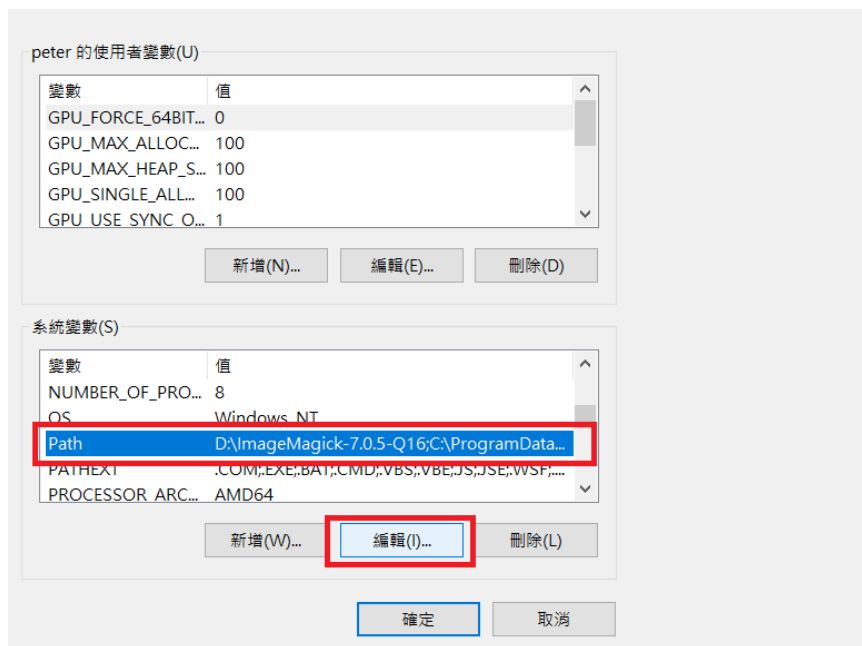 peter 的使用者變數(U)
變數 值
GPU_FORCE_64BIT... 0
GPU_MAX_ALLOC... 100
GPU_MAX_HEAP_S... 100
GPU_SINGLE_ALL... 100
GPU_USE_SYNC_O... 1
新增(N)... 編輯(E)... 刪除(D)
系統變數(S)
變數 值
NUMBER_OF_PRO... 8
OS Windows_NT
Path D:\ImageMagick-7.0.5-Q16;C:\ProgramData...
PATHEXT .COM;.EXE;.BAT;.CMD;.VBS;.VBE;.JS;.JSE;.WSF;....
PROCESSOR_ARC... AMD64
新增(W)... 編輯(I)... 刪除(L)
確定 取消